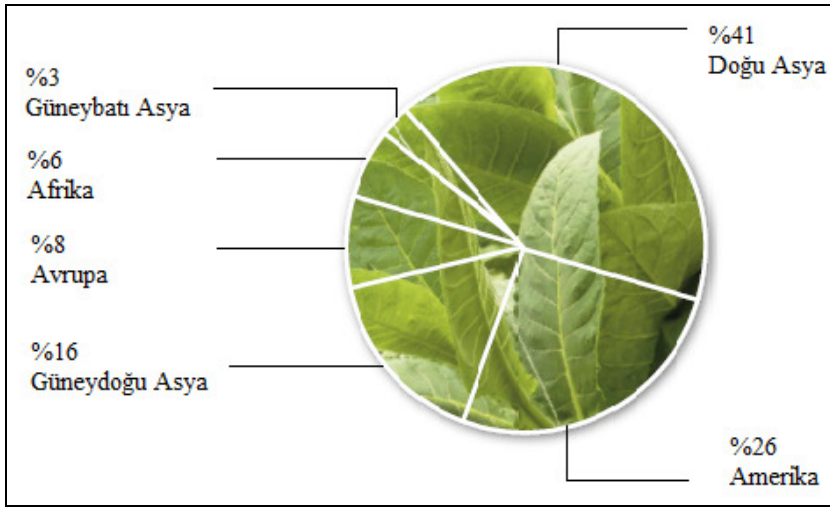 %41
Doğu Asya
%3
Güneybatı Asya
%6
Afrika
%8
Avrupa
%16
Güneydoğu Asya
%26
Amerika